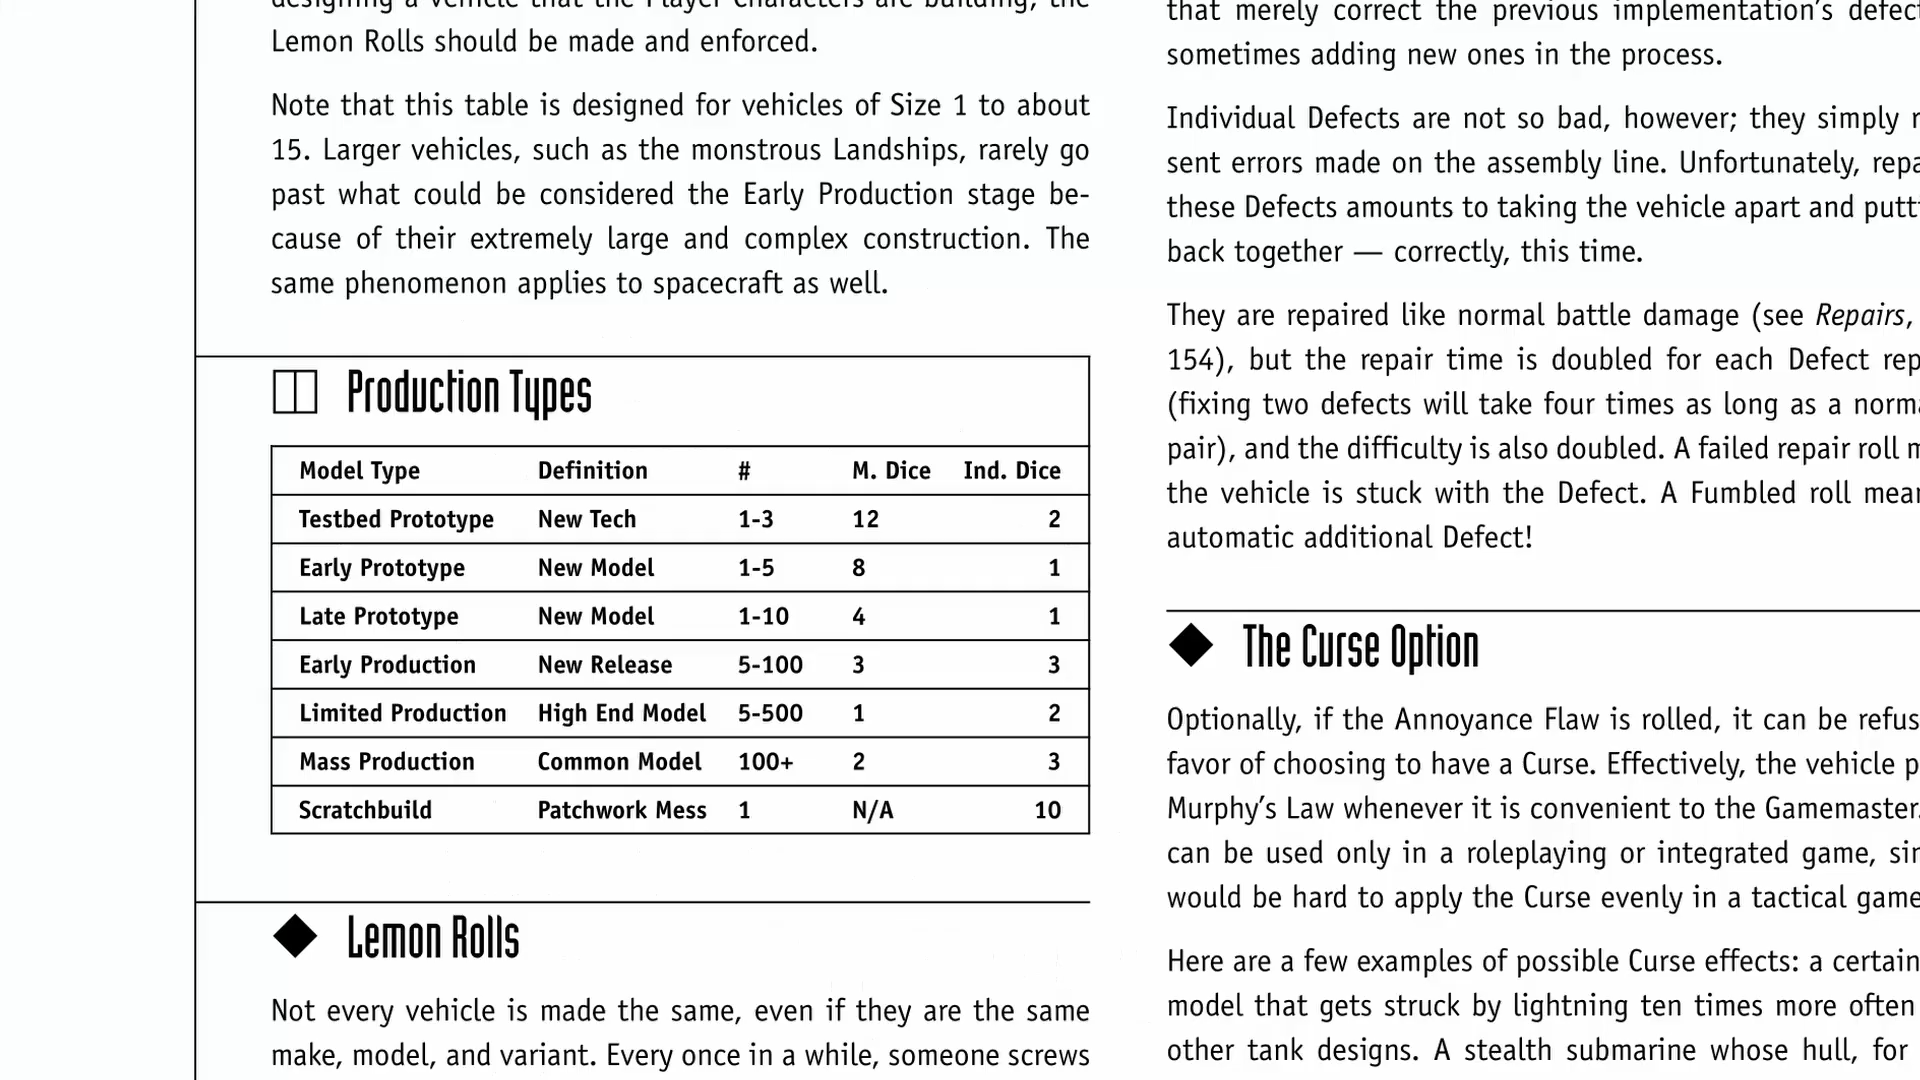 designing a vehicle that the Player Characters are building, the
Lemon Rolls should be made and enforced.
Note that this table is designed for vehicles of Size 1 to about
15. Larger vehicles, such as the monstrous Landships, rarely go
past what could be considered the Early Production stage be-
cause of their extremely large and complex construction. The
same phenomenon applies to spacecraft as well.
Production Types
Model Type Definition # M. Dice Ind. Dice
Testbed Prototype New Tech 1-3 12 2
Early Prototype New Model 1-5 8 1
Late Prototype New Model 1-10 4 1
Early Production New Release 5-100 3 3
Limited Production High End Model 5-500 1 2
Mass Production Common Model 100+ 2 3
Scratchbuild Patchwork Mess 1 N/A 10
Lemon Rolls
Not every vehicle is made the same, even if they are the same
make, model, and variant. Every once in a while, someone screws
that merely correct the previous implementation's
sometimes adding new ones in the process.
Individual Defects are not so bad, however; they simply
sent errors made on the assembly line. Unfortunately,
these Defects amounts to taking the vehicle apart and
back together — correctly, this time.
They are repaired like normal battle damage (see Repairs,
154), but the repair time is doubled for each Defect
(fixing two defects will take four times as long as a
pair), and the difficulty is also doubled. A failed repair roll
the vehicle is stuck with the Defect. A Fumbled roll
automatic additional Defect!
The Curse Option
Optionally, if the Annoyance Flaw is rolled, it can be
favor of choosing to have a Curse. Effectively, the vehicle
Murphy's Law whenever it is convenient to the Gamemaster.
can be used only in a roleplaying or integrated game,
would be hard to apply the Curse evenly in a tactical game
Here are a few examples of possible Curse effects: a certain
model that gets struck by lightning ten times more often
other tank designs. A stealth submarine whose hull, for